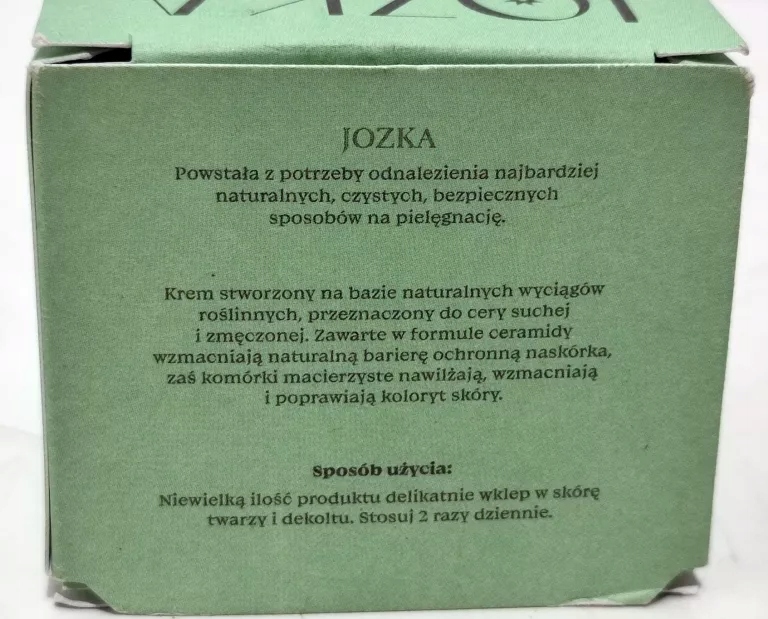 JOZKA
Powstała z potrzeby odnalezienia najbardziej
naturalnych, czystych, bezpiecznych
sposobów na pielęgnację.
Krem stworzony na bazie naturalnych wyciągów
roślinnych, przeznaczony do cery suchej
i zmęczonej. Zawarte w formule ceramidy
wzmacniają naturalną barierę ochronną naskórka,
zaś komórki macierzyste nawilżają, wzmacniają
i poprawiają koloryt skóry.
Sposób użycia:
Niewielką ilość produktu delikatnie wklep w skórę
twarzy i dekoltu. Stosuj 2 razy dziennie.